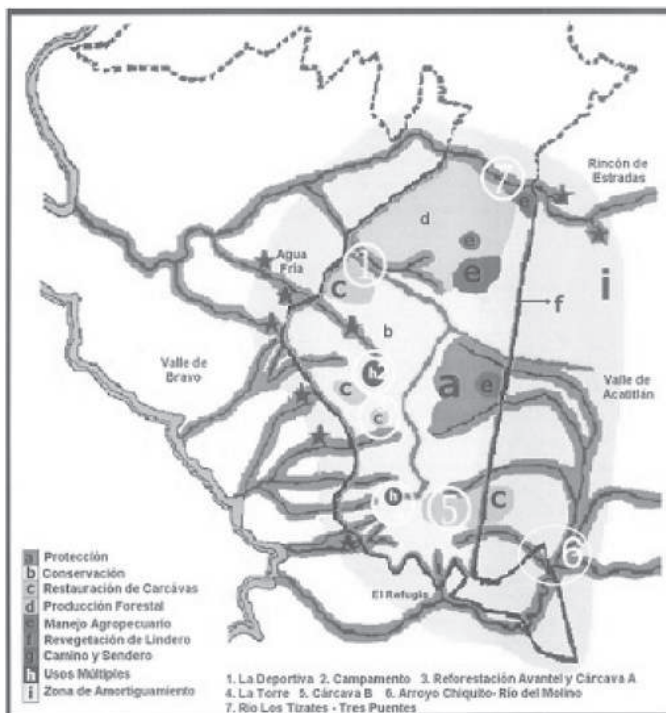 7
Rincón de
Estradas
e
d
e
e
Agua
Fría
1
i
c
f
b
Valle de
Bravo
h
2
a
e
Valle de
Acatitlán
c
c
h
5
c
6
El Refugio
a Protección
b Conservación
c Restauración de Carcávas
d Producción Forestal
e Manejo Agropecuario
f Revegetación de Lindero
g Camino y Sendero
h Usos Múltiples
i Zona de Amortiguamiento
1. La Deportiva 2. Campamento 3. Reforestación Avantel y Cárcava A
4. La Torre 5. Cárcava B 6. Arroyo Chiquito- Río del Molino
7. Río Los Tizates - Tres Puentes